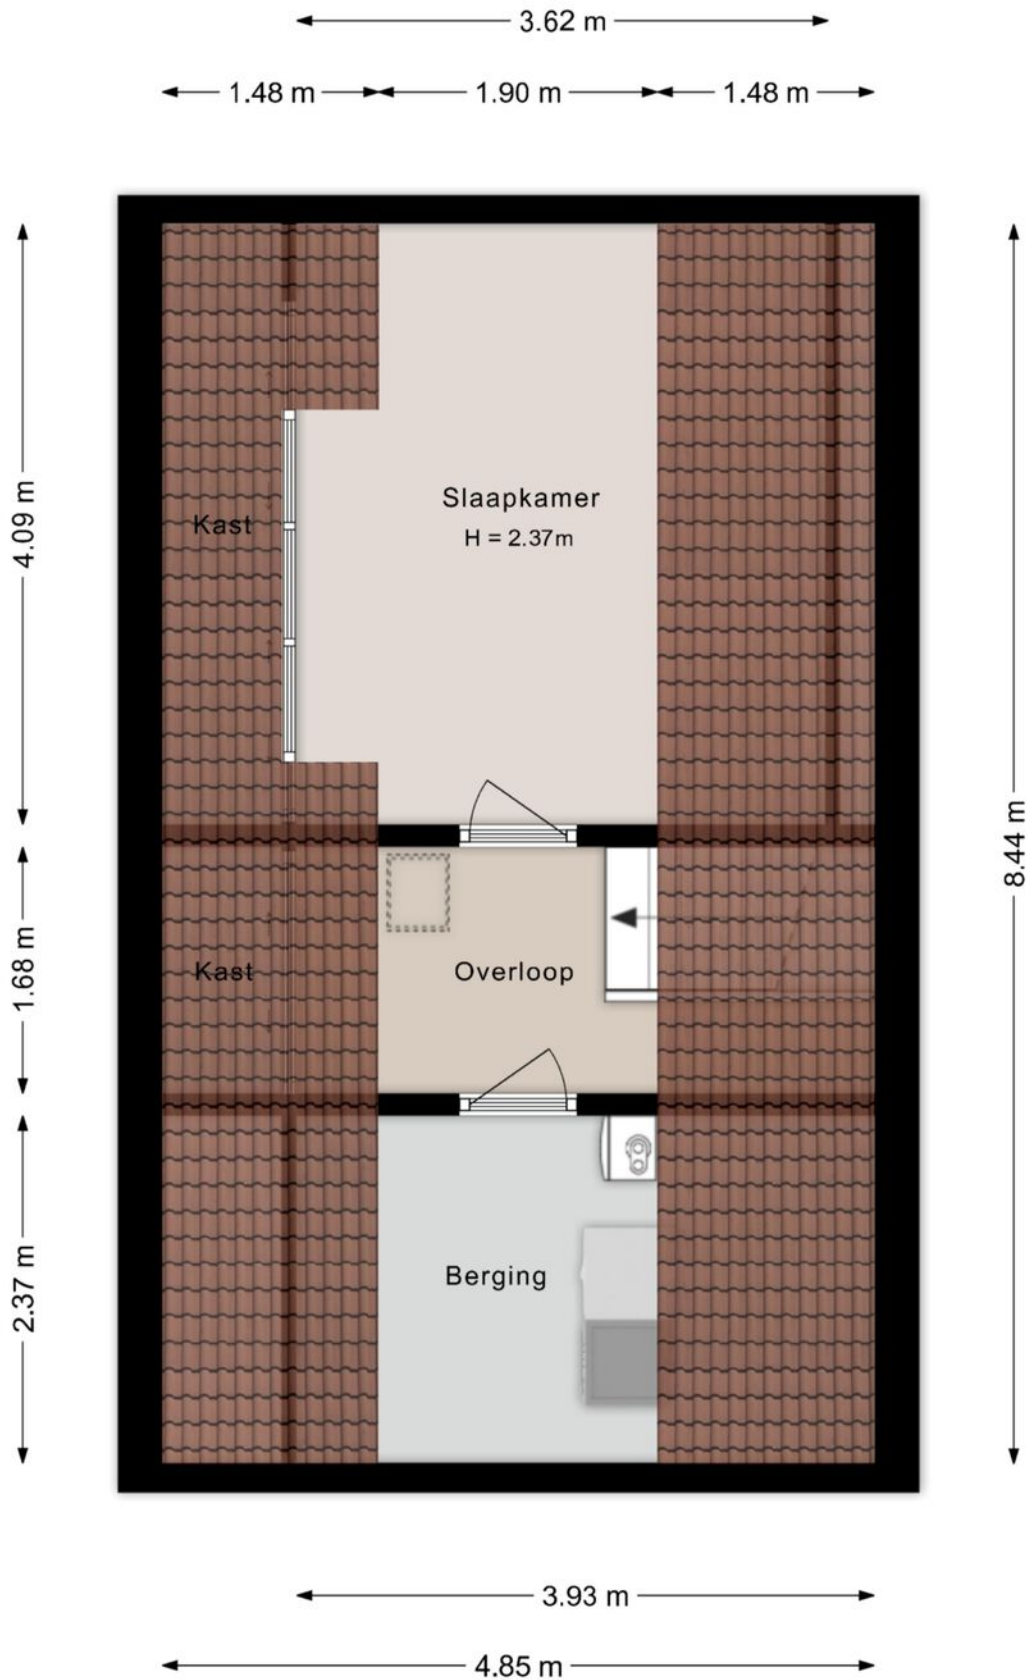 3.62 m
1.48 m
1.90 m
1.48 m
4.09 m
Slaapkamer
H = 2.37m
Kast
8.44 m
1.68 m
Kast
Overloop
2.37 m
Berging
3.93 m
4.85 m